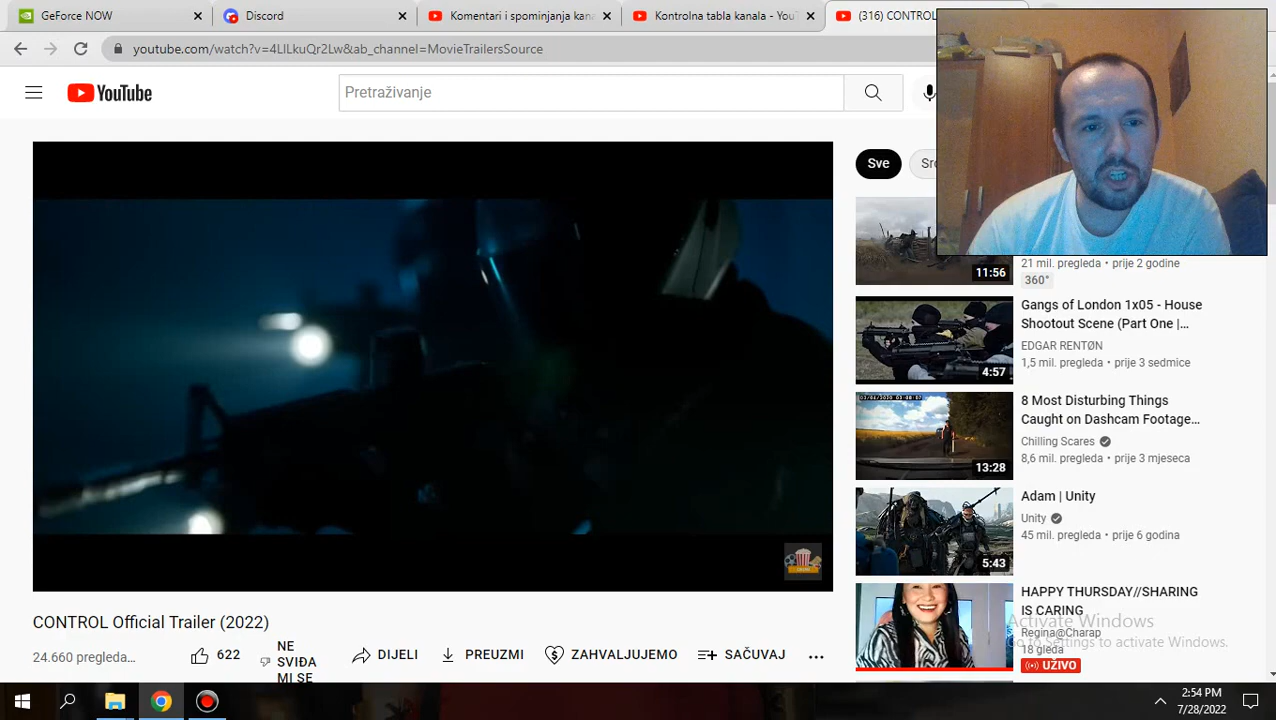 GeForce NOW
Discord
Komentari i spominjanja kan
Kontrolna tabla kanala - You
(316) CONTROL
youtube.com/watch?v=4LlLkuQr2Lw&ab_channel=MovieTrailersSource
YouTube
Pretraživanje
Sve
Src
11:56
21 mil. pregleda • prije 2 godine
360°
Gangs of London 1x05 - House
Shootout Scene (Part One |...
EDGAR RENTØN
1,5 mil. pregleda • prije 3 sedmice
4:57
8 Most Disturbing Things
Caught on Dashcam Footage...
Chilling Scares
8,6 mil. pregleda • prije 3 mjeseca
13:28
Adam | Unity
Unity
45 mil. pregleda • prije 6 godina
5:43
HAPPY THURSDAY//SHARING
IS CARING
Regina@Charap
18 gleda
UŽIVO
Activate Windows
Go to Settings to activate Windows.
CONTROL Official Trailer (2022)
24.660 pregleda...
622
NE
SVIĐA
MI SE
DIJELI
PREUZMI
ZAHVALJUJEMO
SAČUVAJ
2:54 PM
7/28/2022